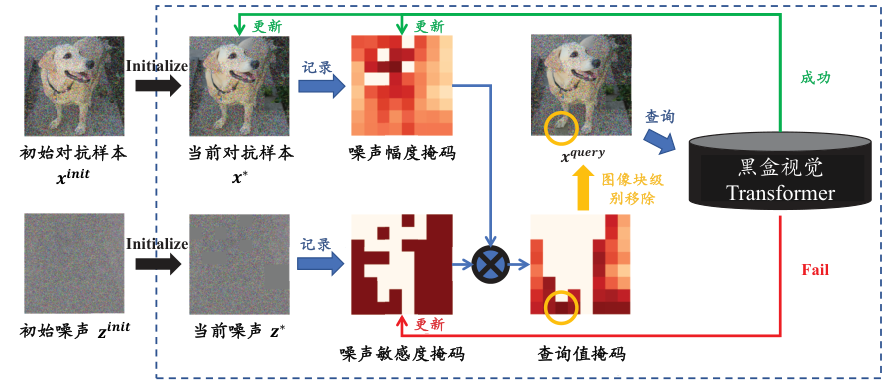 更新
更新
Initialize
记录
成功
查询
初始对抗样本
x^init
当前对抗样本
x*
噪声幅度掩码
x^query
黑盒视觉
Transformer
图像块级
别移除
Initialize
记录
Fail
初始噪声 z^init
当前噪声 z*
更新
噪声敏感度掩码
查询值掩码